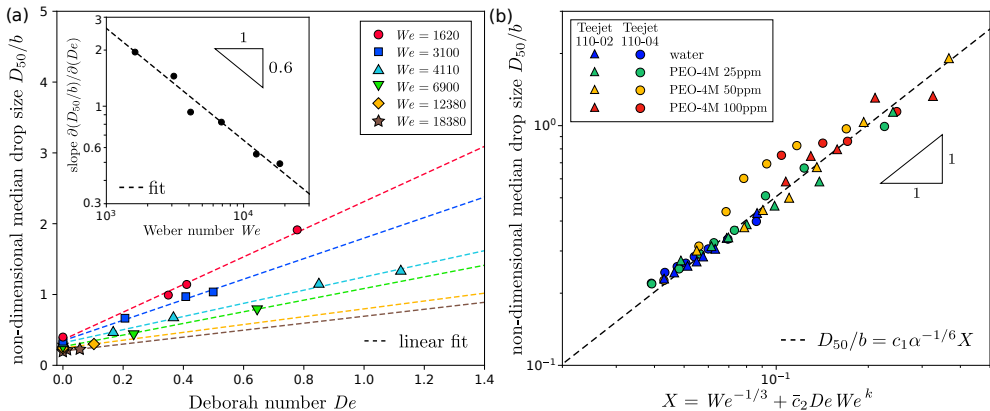 (a)
non-dimensional median drop size D₅₀/b
5
4
3
2
1
0
0.0 0.2 0.4 0.6 0.8 1.0 1.2 1.4
Deborah number De
We = 1620
We = 3100
We = 4110
We = 6900
We = 12380
We = 18380
linear fit
slope ∂(D₅₀/b)/∂(De)
3
2
1
0.6
0.3
10³ 10⁴
Weber number We
1
0.6
fit
(b)
non-dimensional median drop size D₅₀/b
10⁰
10⁻¹
10⁻¹
X = We^{-1/3} + c̄₂ De We^k
Teejet Teejet
110-02 110-04
water
PEO-4M 25ppm
PEO-4M 50ppm
PEO-4M 100ppm
1
1
D₅₀/b = c₁α^{-1/6}X